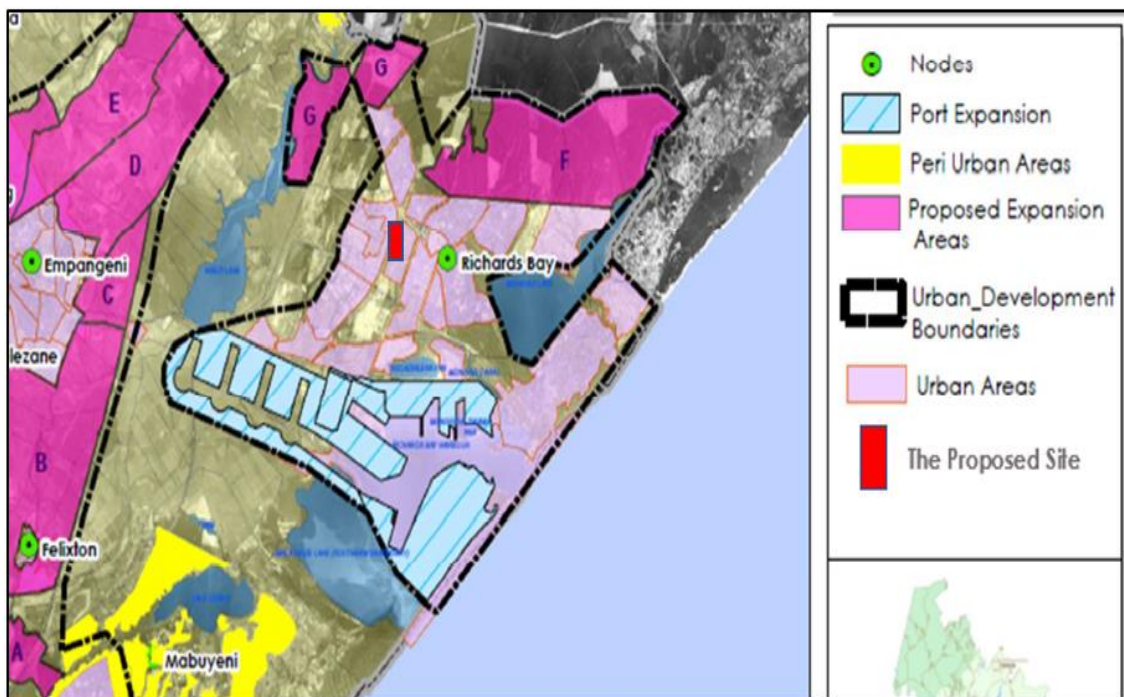 G
G
E
F
D
Empangeni
Richards Bay
C
lezane
B
Felixton
A
Mabuyeni
Nodes
Port Expansion
Peri Urban Areas
Proposed Expansion
Areas
Urban_Development
Boundaries
Urban Areas
The Proposed Site